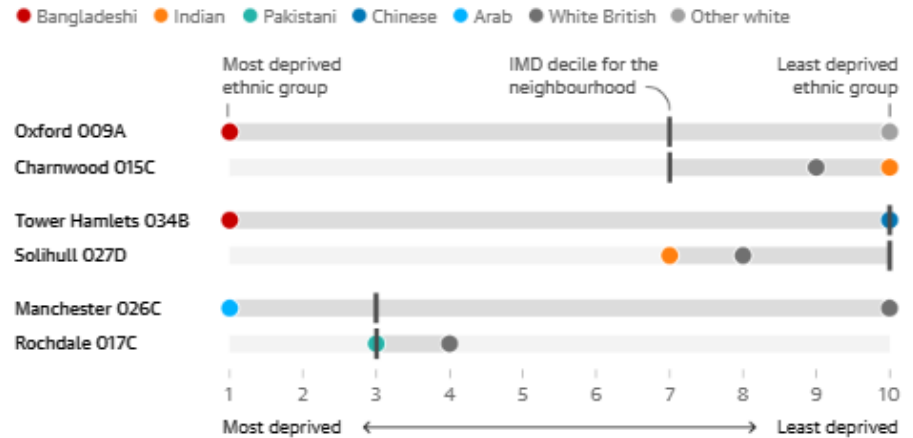 Bangladeshi Indian Pakistani Chinese Arab White British Other white
Most deprived
ethnic group
IMD decile for the
neighbourhood
Least deprived
ethnic group
Oxford 009A
Charnwood 015C
Tower Hamlets 034B
Solihull 027D
Manchester 026C
Rochdale 017C
1 2 3 4 5 6 7 8 9 10
Most deprived Least deprived